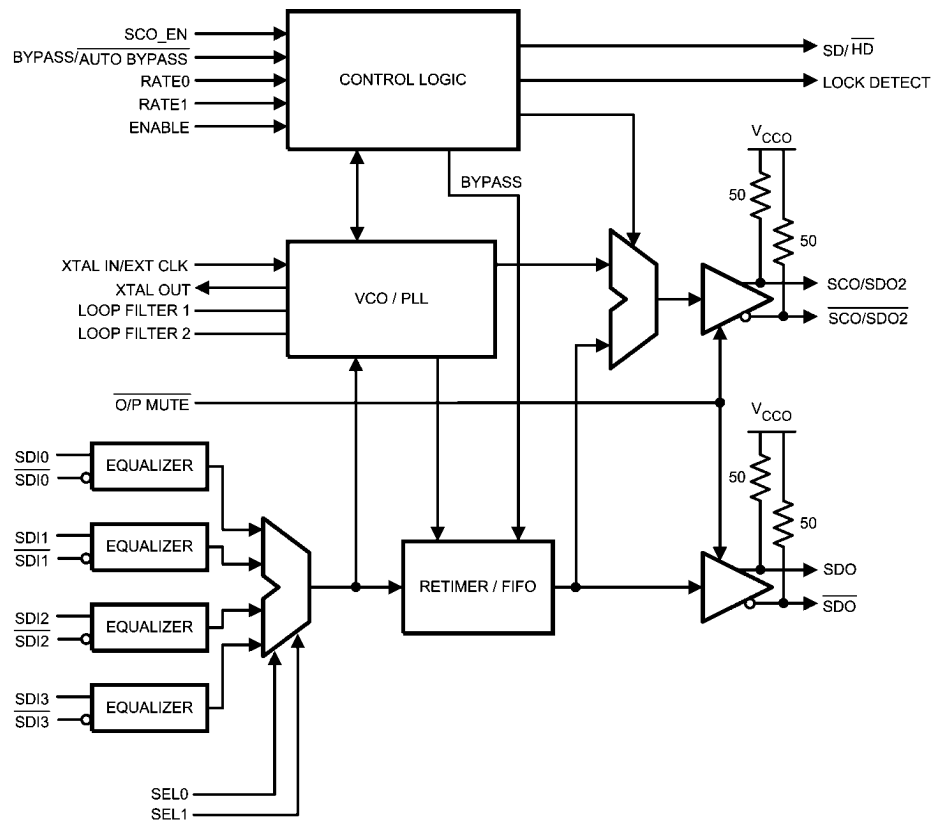 SCO_EN
BYPASS/AUTO BYPASS
RATE0
RATE1
ENABLE
CONTROL LOGIC
SD/HD
LOCK DETECT
BYPASS
VCCO
50
50
XTAL IN/EXT CLK
XTAL OUT
LOOP FILTER 1
LOOP FILTER 2
VCO / PLL
SCO/SDO2
SCO/SDO2
O/P MUTE
VCCO
50
50
SDI0
SDI0
EQUALIZER
SDI1
SDI1
EQUALIZER
SDI2
SDI2
EQUALIZER
SDI3
SDI3
EQUALIZER
RETIMER / FIFO
SDO
SDO
SEL0
SEL1